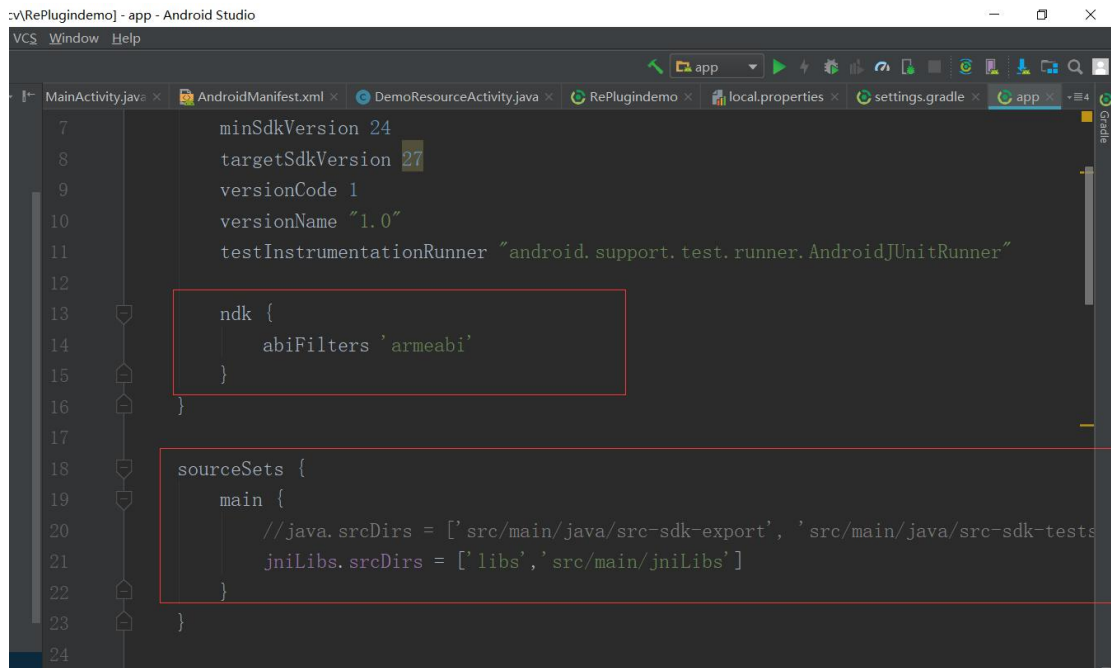 cv\RePlugindemo] - app - Android Studio
VCS Window Help
app
MainActivity.java AndroidManifest.xml DemoResourceActivity.java RePlugindemo local.properties settings.gradle app
Gradle
7 minSdkVersion 24
8 targetSdkVersion 27
9 versionCode 1
10 versionName "1.0"
11 testInstrumentationRunner "android.support.test.runner.AndroidJUnitRunner"
12
13 ndk {
14 abiFilters 'armeabi'
15 }
16 }
17
18 sourceSets {
19 main {
20 //java.srcDirs = ['src/main/java/src-sdk-export', 'src/main/java/src-sdk-tests
21 jniLibs.srcDirs = ['libs','src/main/jniLibs']
22 }
23 }
24